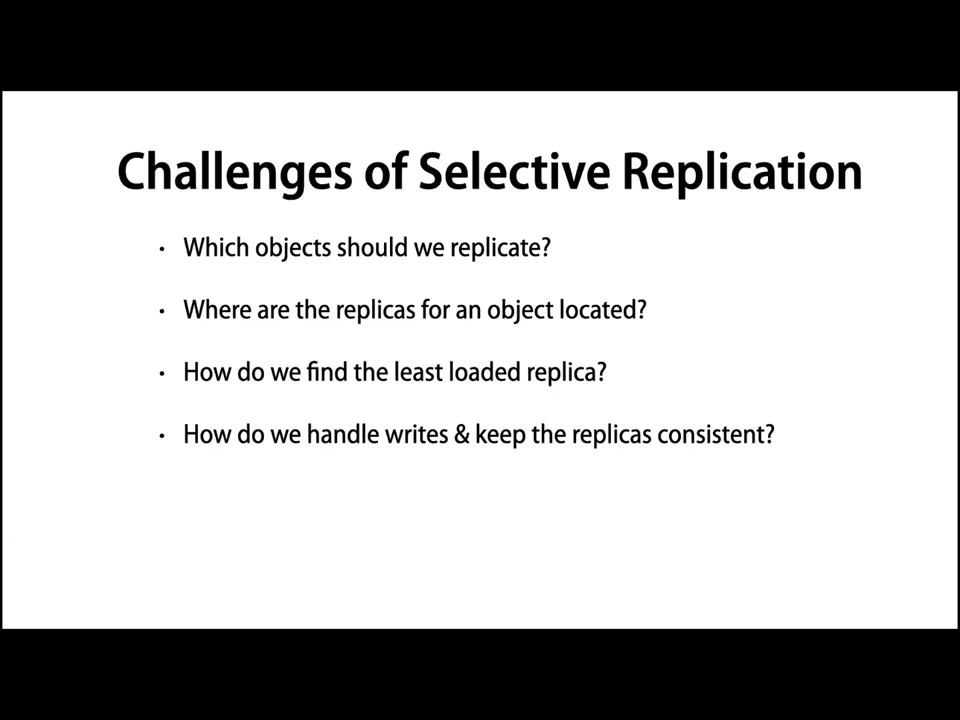 Challenges of Selective Replication
• Which objects should we replicate?
• Where are the replicas for an object located?
• How do we find the least loaded replica?
• How do we handle writes & keep the replicas consistent?